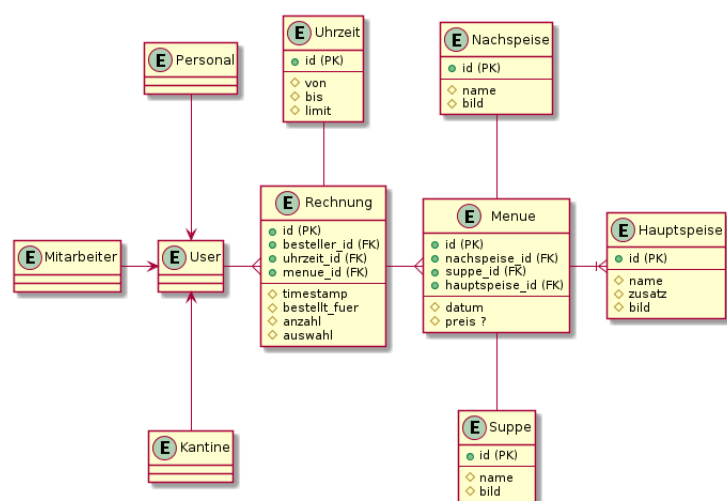 E Uhrzeit
id (PK)
von
bis
limit
E Nachspeise
id (PK)
name
bild
E Personal
E Rechnung
id (PK)
besteller_id (FK)
uhrzeit_id (FK)
menue_id (FK)
timestamp
bestellt_fuer
anzahl
auswahl
E Menue
id (PK)
nachspeise_id (FK)
suppe_id (FK)
hauptspeise_id (FK)
datum
preis ?
E Hauptspeise
id (PK)
name
zusatz
bild
E Mitarbeiter
E User
E Kantine
E Suppe
id (PK)
name
bild